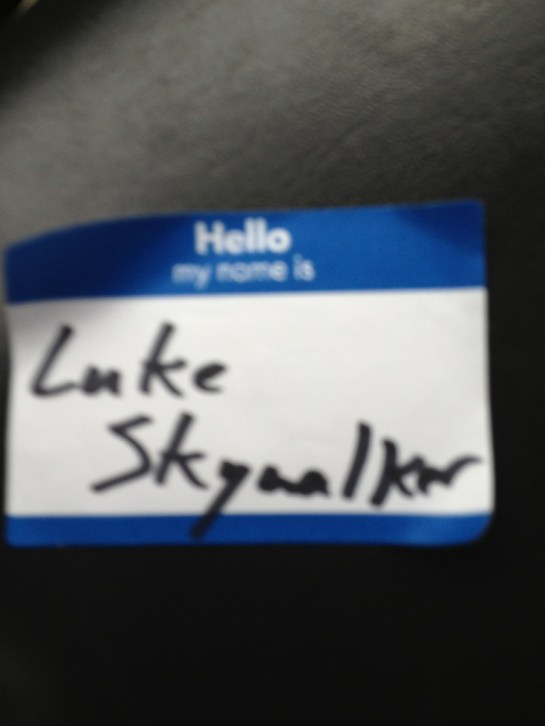 Hello
my name is
Luke
Skywalker